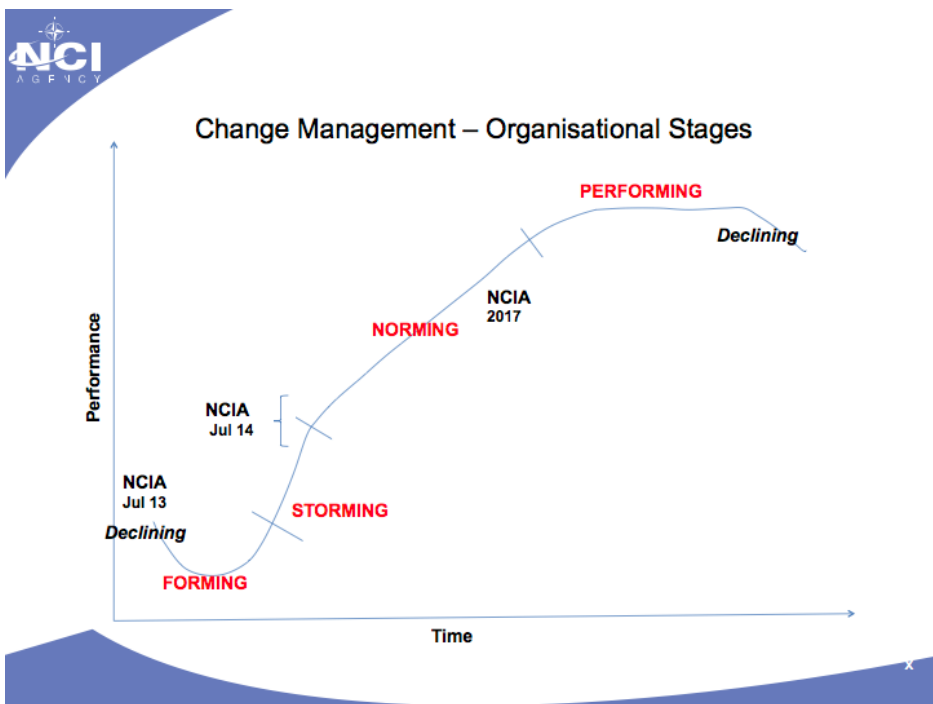 NCI
AGENCY
Change Management – Organisational Stages
PERFORMING
Declining
NCIA
2017
NORMING
Performance
NCIA
Jul 14
NCIA
Jul 13
STORMING
Declining
FORMING
Time
x